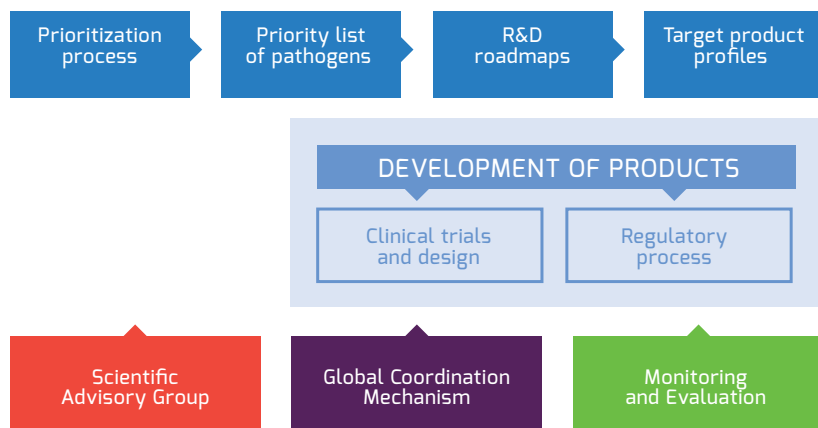 Prioritization
process
Priority list
of pathogens
R&D
roadmaps
Target product
profiles
DEVELOPMENT OF PRODUCTS
Clinical trials
and design
Regulatory
process
Scientific
Advisory Group
Global Coordination
Mechanism
Monitoring
and Evaluation